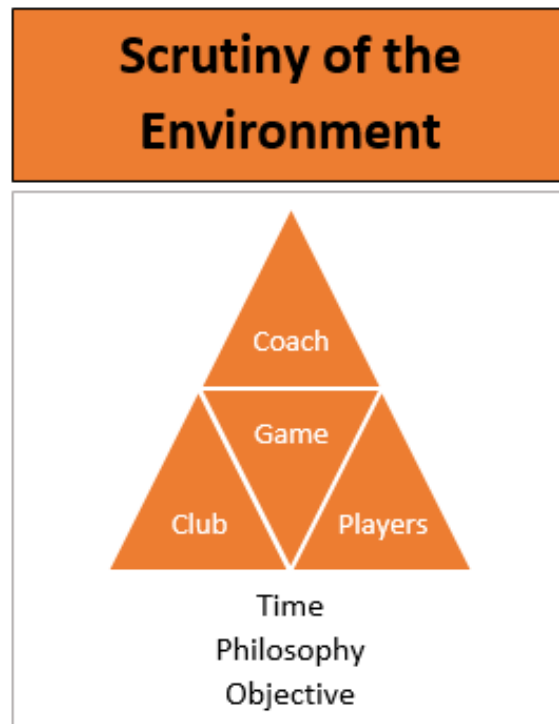 Scrutiny of the
Environment
Coach
Game
Club
Players
Time
Philosophy
Objective